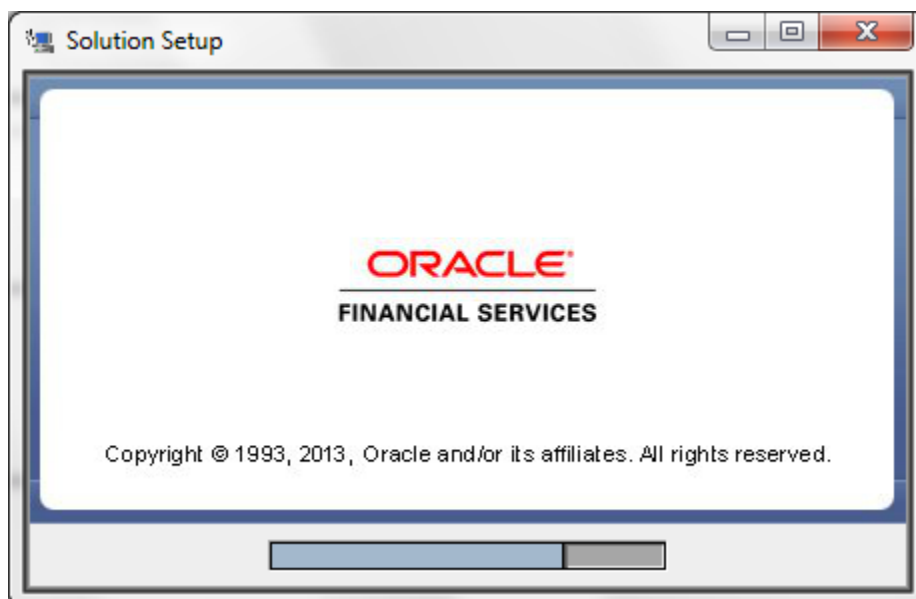 Solution Setup
ORACLE®
FINANCIAL SERVICES
Copyright © 1993, 2013, Oracle and/or its affiliates. All rights reserved.